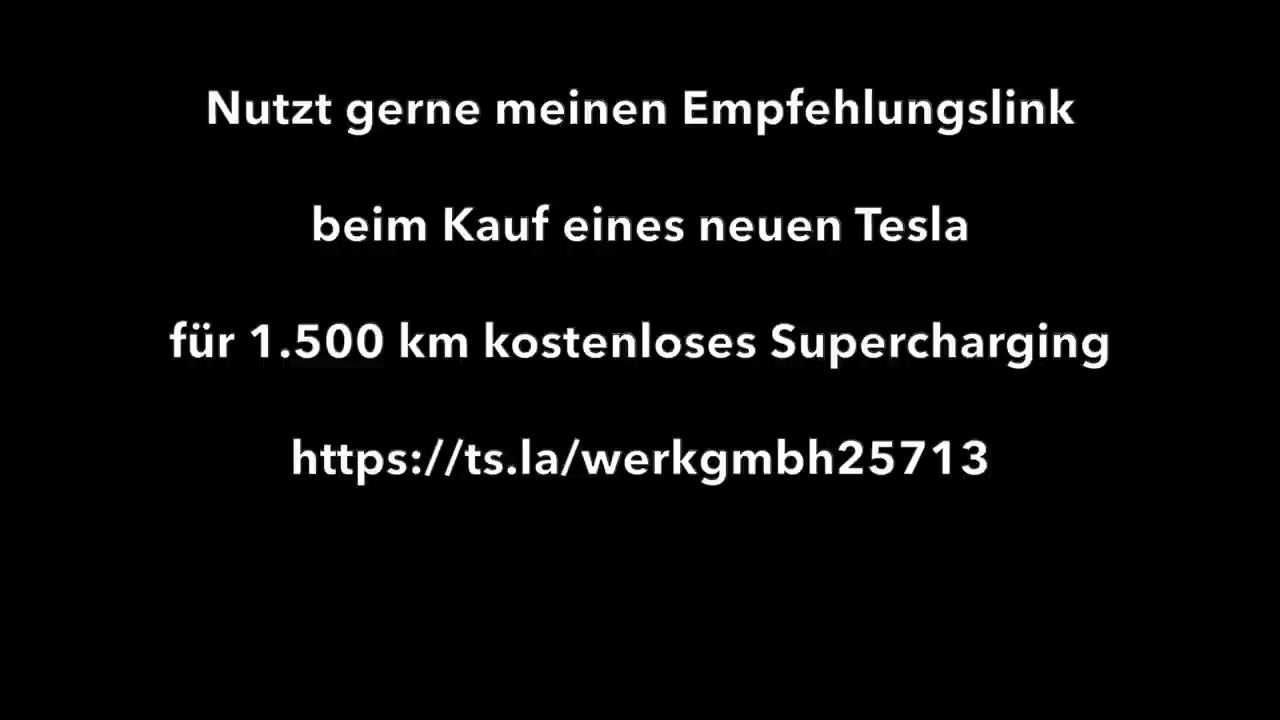 Nutzt gerne meinen Empfehlungslink
beim Kauf eines neuen Tesla
für 1.500 km kostenloses Supercharging
https://ts.la/werkgmbh25713